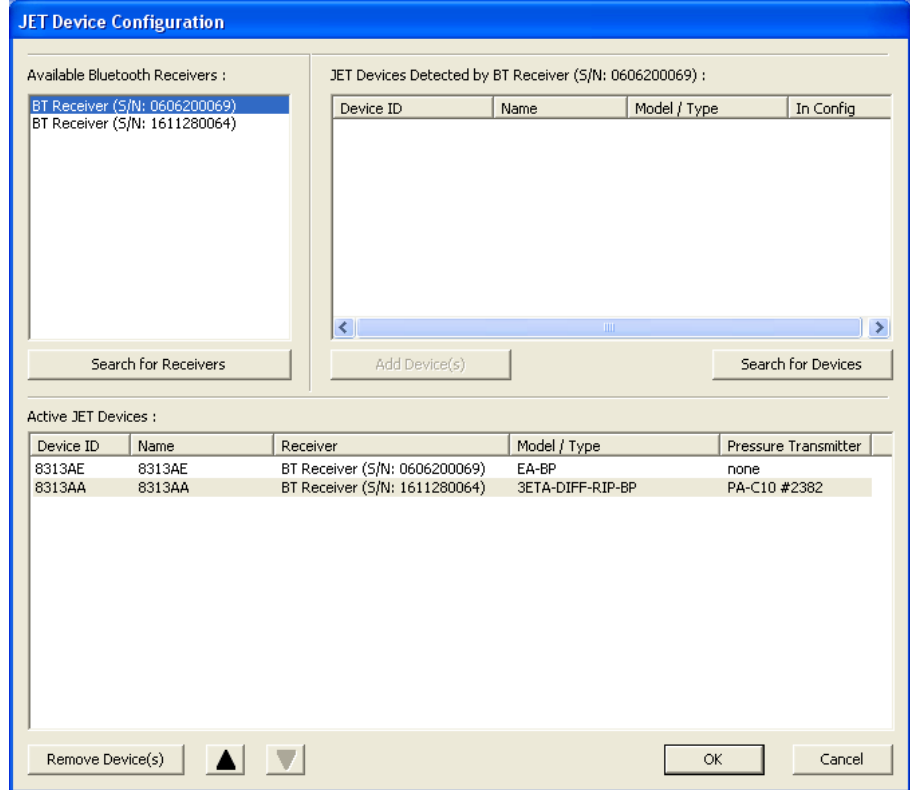 JET Device Configuration
Available Bluetooth Receivers :
BT Receiver (S/N: 0606200069)
BT Receiver (S/N: 1611280064)
Search for Receivers
JET Devices Detected by BT Receiver (S/N: 0606200069) :
Device ID Name Model / Type In Config
Add Device(s) Search for Devices
Active JET Devices :
Device ID Name Receiver Model / Type Pressure Transmitter
8313AE 8313AE BT Receiver (S/N: 0606200069) EA-BP none
8313AA 8313AA BT Receiver (S/N: 1611280064) 3ETA-DIFF-RIP-BP PA-C10 #2382
Remove Device(s) OK Cancel